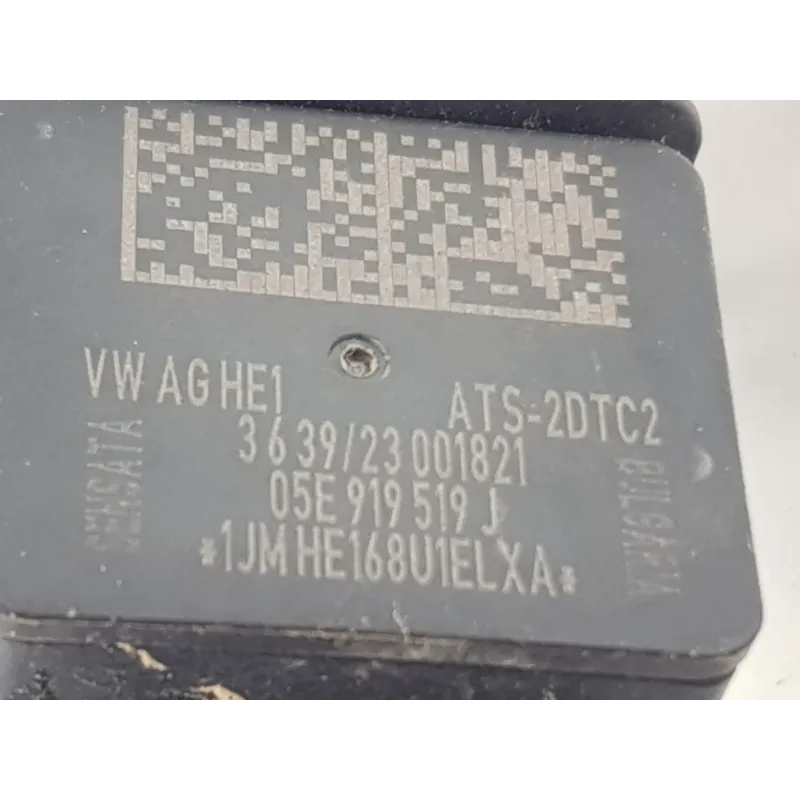 VW AG HE1 ATS-2DTC2
3 6 39/23 001821
05E 919 519 J
*1JM HE168U1ELXA*
SENSATA
BULGARIA